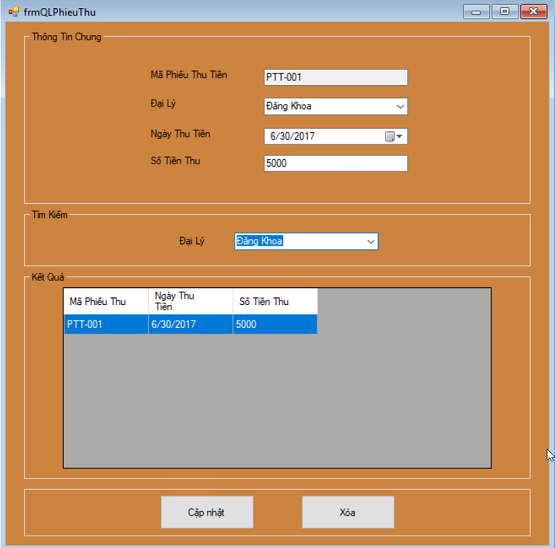 frmQLPhieuThu
Thông Tin Chung
Mã Phiếu Thu Tiền
PTT-001
Đại Lý
Đăng Khoa
Ngày Thu Tiền
6/30/2017
Số Tiền Thu
5000
Tìm Kiếm
Đại Lý
Đăng Khoa
Kết Quả
Mã Phiếu Thu
Ngày Thu
Tiền
Số Tiền Thu
PTT-001
6/30/2017
5000
Cập nhật
Xóa